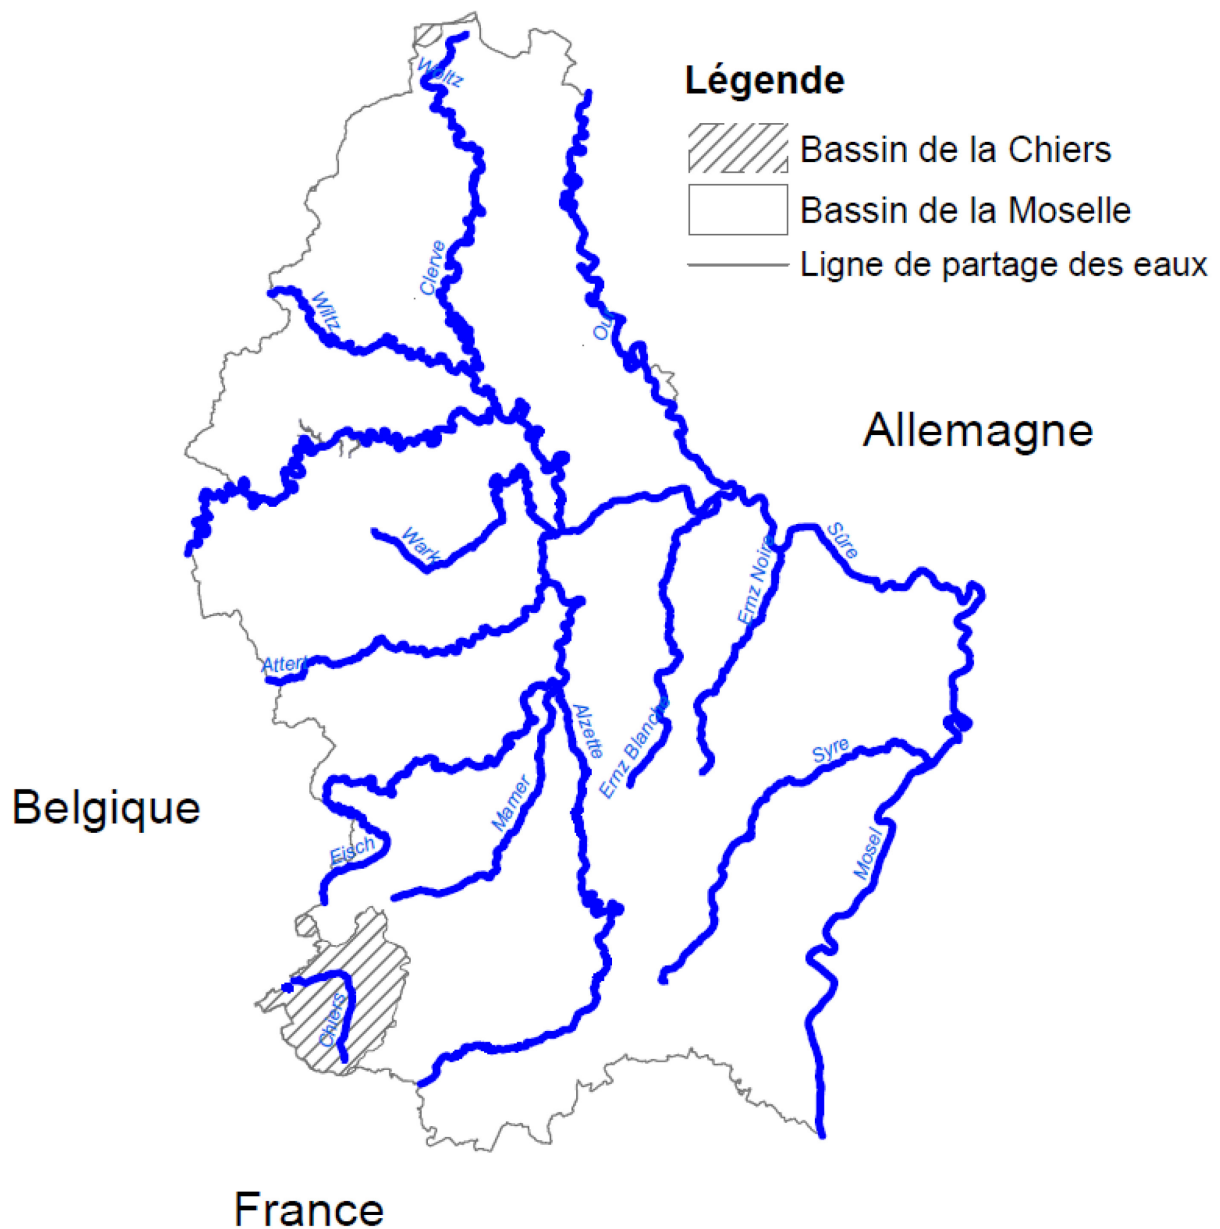 Légende
Bassin de la Chiers
Bassin de la Moselle
Ligne de partage des eaux
Woltz
Clerve
Wiltz
Our
Allemagne
Wark
Sûre
Ernz Noire
Attert
Ernz Blanche
Alzette
Syre
Mamer
Belgique
Eisch
Mosel
Chiers
France